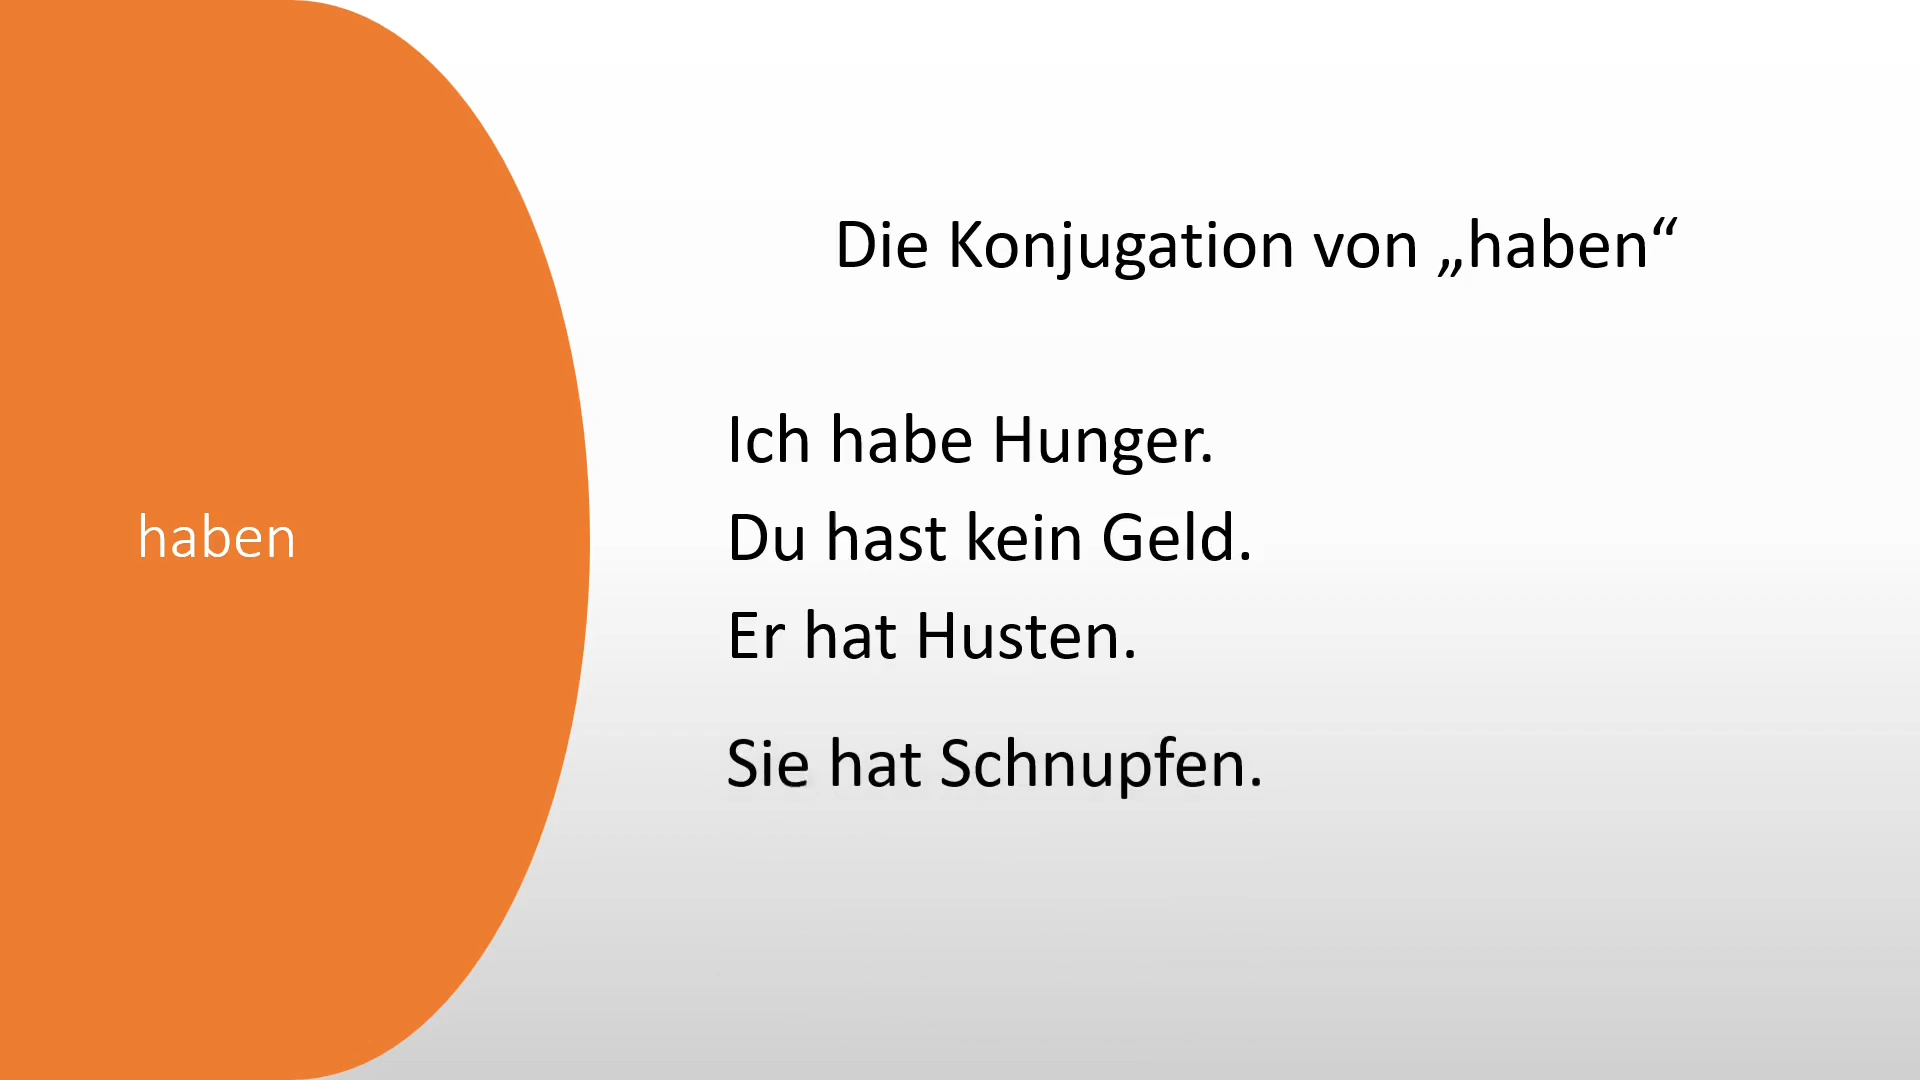 Die Konjugation von „haben“
haben
Ich habe Hunger.
Du hast kein Geld.
Er hat Husten.
Sie hat Schnupfen.